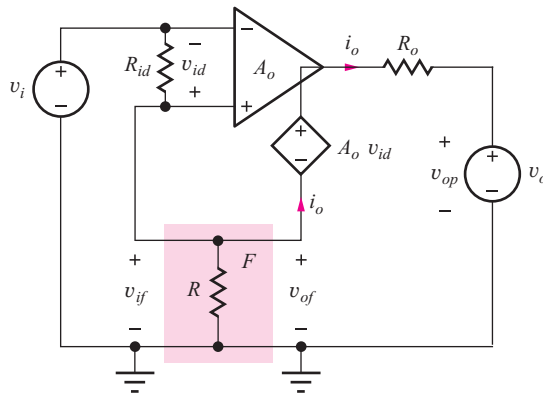 i_o
R_o
−
R_id
v_id
A_o
+
−
v_i
+
+
−
+
−
A_o v_id
+
v_op
−
+
−
v_o
i_o
+
v_if
−
F
R
+
v_of
−